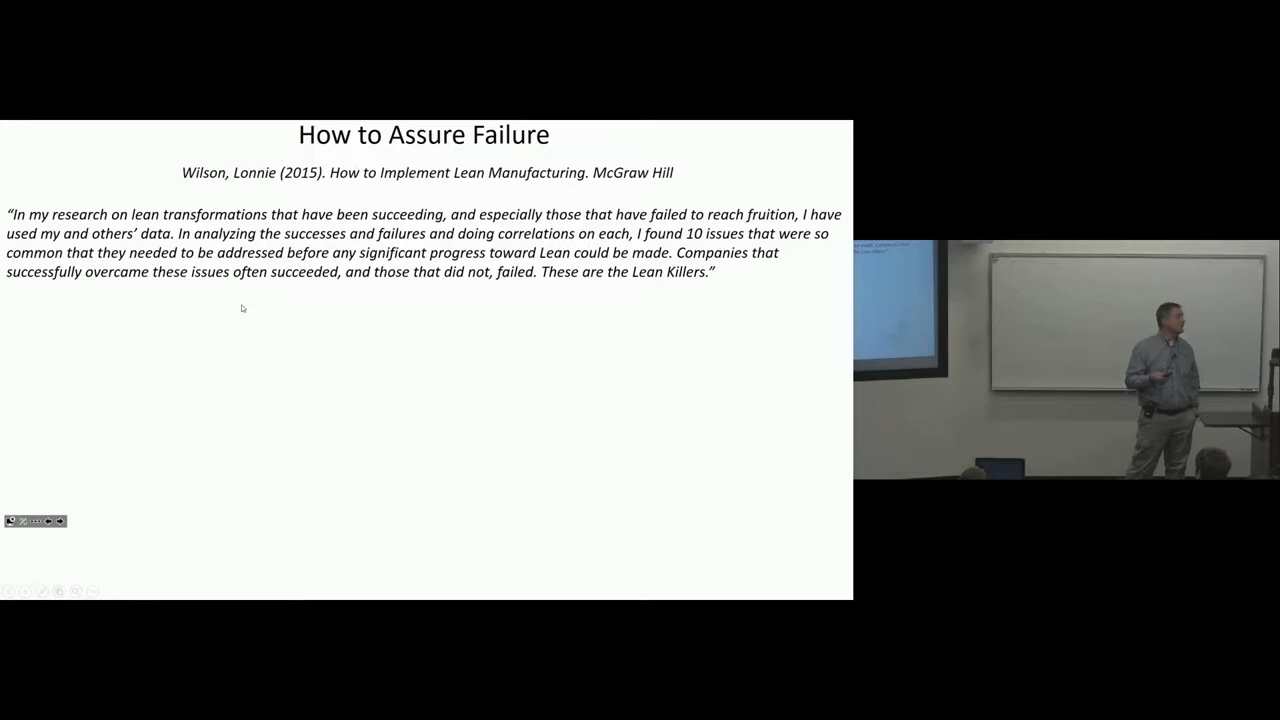 How to Assure Failure
Wilson, Lonnie (2015). How to Implement Lean Manufacturing. McGraw Hill
“In my research on lean transformations that have been succeeding, and especially those that have failed to reach fruition, I have
used my and others’ data. In analyzing the successes and failures and doing correlations on each, I found 10 issues that were so
common that they needed to be addressed before any significant progress toward Lean could be made. Companies that
successfully overcame these issues often succeeded, and those that did not, failed. These are the Lean Killers.”